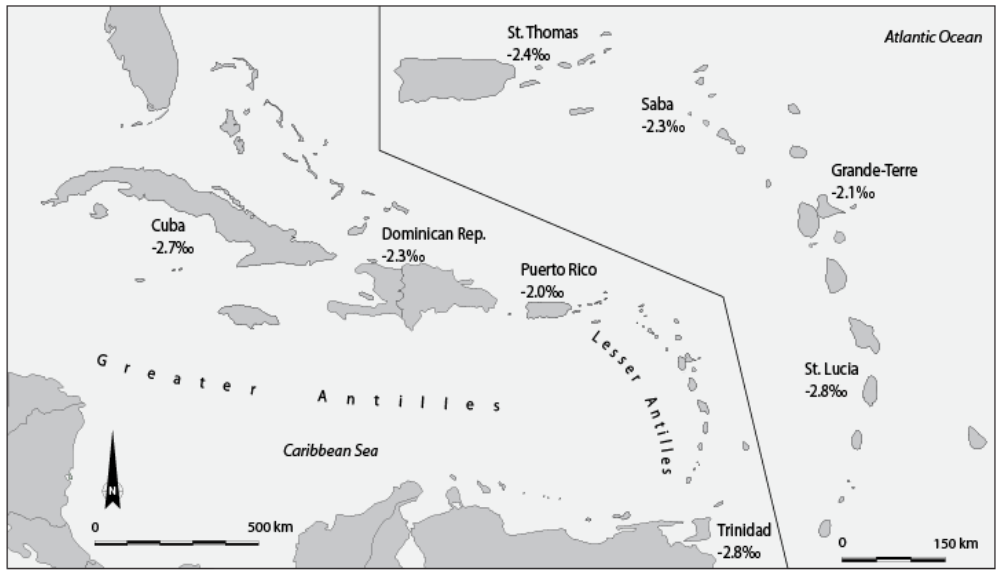 St. Thomas
-2.4‰
Atlantic Ocean
Saba
-2.3‰
Grande-Terre
-2.1‰
Cuba
-2.7‰
Dominican Rep.
-2.3‰
Puerto Rico
-2.0‰
Lesser Antilles
St. Lucia
-2.8‰
Greater Antilles
Caribbean Sea
N
0 500 km
Trinidad
-2.8‰
0 150 km